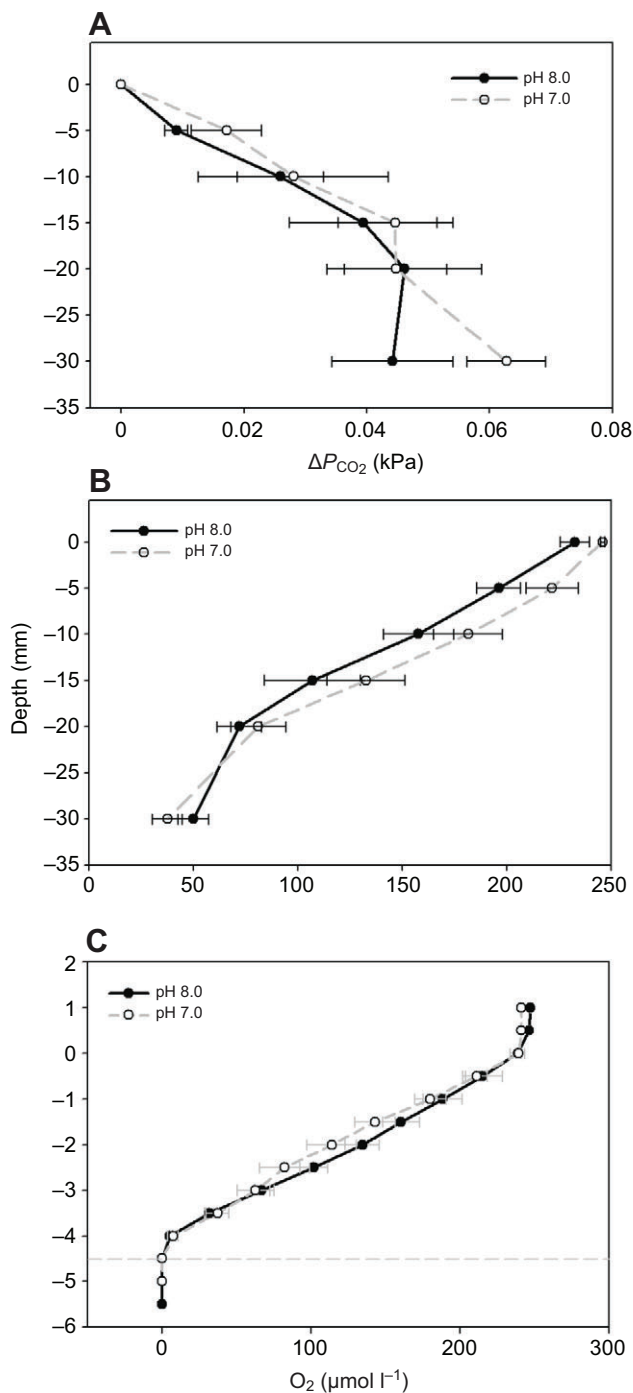 A
0
–5
–10
–15
–20
–25
–30
–35
pH 8.0
pH 7.0
0 0.02 0.04 0.06 0.08
ΔPCO2 (kPa)
B
0
–5
–10
–15
–20
–25
–30
–35
pH 8.0
pH 7.0
Depth (mm)
0 50 100 150 200 250
C
2
1
0
–1
–2
–3
–4
–5
–6
pH 8.0
pH 7.0
0 100 200 300
O2 (µmol l–1)